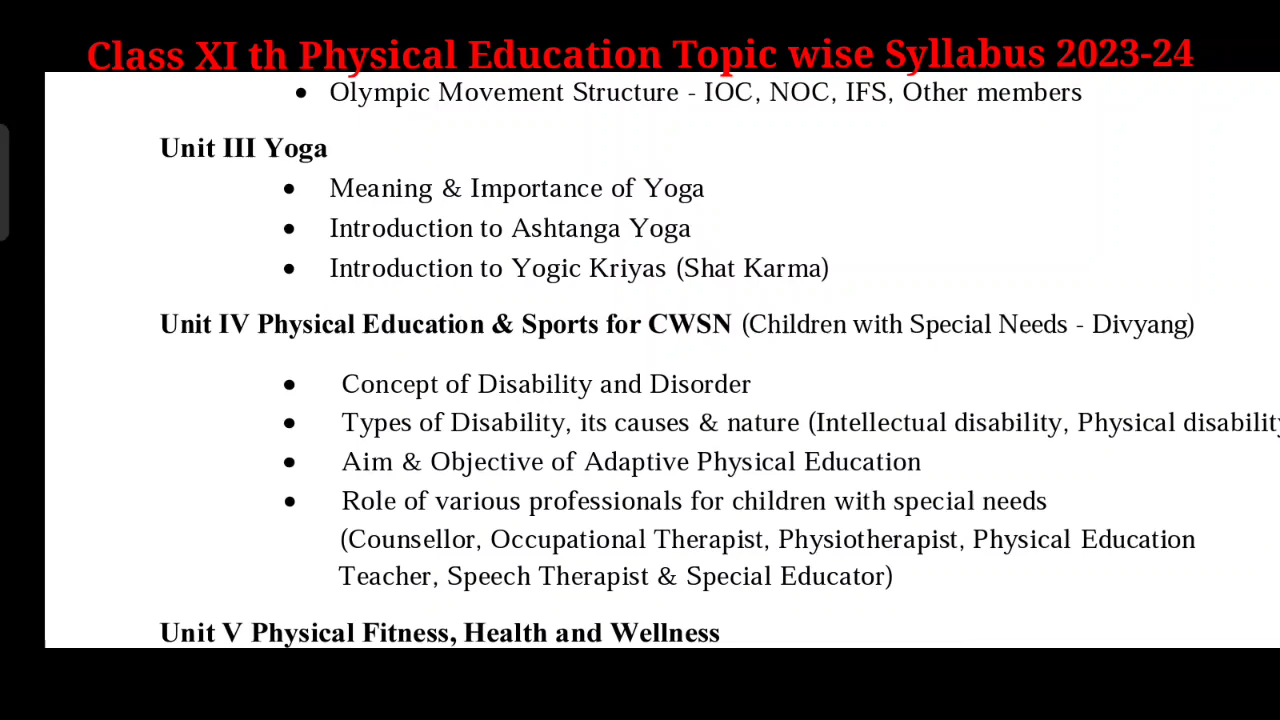 Class XI th Physical Education Topic wise Syllabus 2023-24
• Olympic Movement Structure - IOC, NOC, IFS, Other members
Unit III Yoga
• Meaning & Importance of Yoga
• Introduction to Ashtanga Yoga
• Introduction to Yogic Kriyas (Shat Karma)
Unit IV Physical Education & Sports for CWSN (Children with Special Needs - Divyang)
• Concept of Disability and Disorder
• Types of Disability, its causes & nature (Intellectual disability, Physical disability
• Aim & Objective of Adaptive Physical Education
• Role of various professionals for children with special needs
(Counsellor, Occupational Therapist, Physiotherapist, Physical Education
Teacher, Speech Therapist & Special Educator)
Unit V Physical Fitness, Health and Wellness